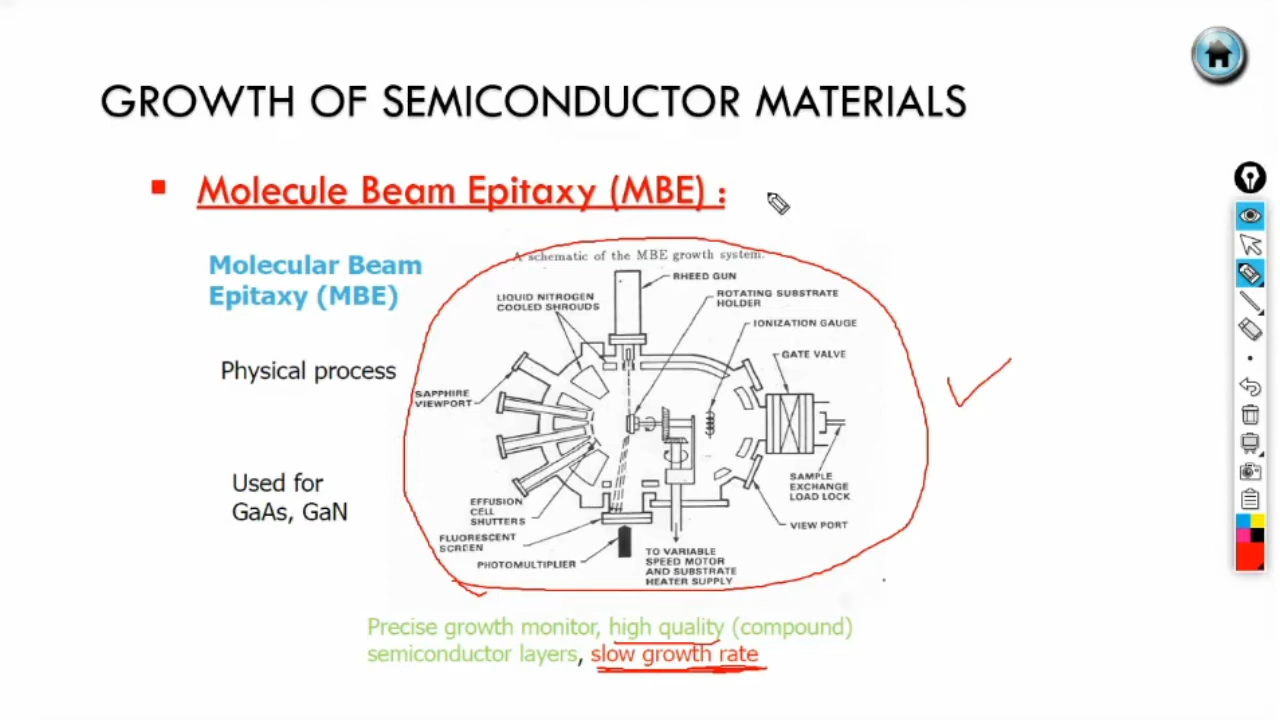 GROWTH OF SEMICONDUCTOR MATERIALS
▪ Molecule Beam Epitaxy (MBE) :
Molecular Beam
Epitaxy (MBE)
Physical process
Used for
GaAs, GaN
A schematic of the MBE growth system.
RHEED GUN
LIQUID NITROGEN
COOLED SHROUDS
ROTATING SUBSTRATE
HOLDER
IONIZATION GAUGE
GATE VALVE
SAPPHIRE
VIEWPORT
EFFUSION
CELL
SHUTTERS
SAMPLE
EXCHANGE
LOAD LOCK
VIEW PORT
FLUORESCENT
SCREEN
PHOTOMULTIPLIER
TO VARIABLE
SPEED MOTOR
AND SUBSTRATE
HEATER SUPPLY
Precise growth monitor, high quality (compound)
semiconductor layers, slow growth rate